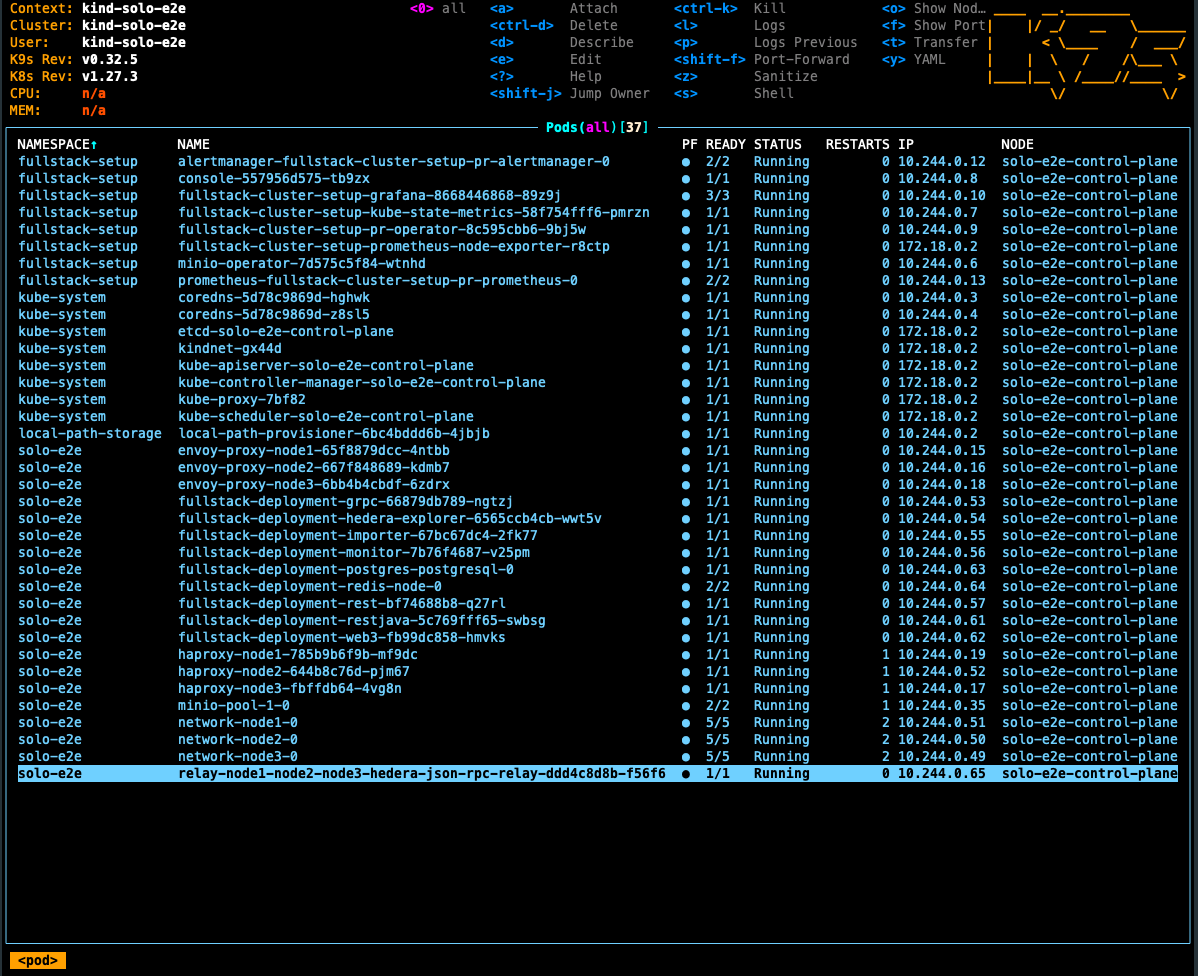 Context: kind-solo-e2e <0> all <a> Attach <ctrl-k> Kill <o> Show Nod…
Cluster: kind-solo-e2e <ctrl-d> Delete <l> Logs <f> Show Port
User: kind-solo-e2e <d> Describe <p> Logs Previous <t> Transfer
K9s Rev: v0.32.5 <e> Edit <shift-f> Port-Forward <y> YAML
K8s Rev: v1.27.3 <?> Help <z> Sanitize
CPU: n/a <shift-j> Jump Owner <s> Shell
MEM: n/a
Pods(all)[37]
NAMESPACE↑ NAME PF READY STATUS RESTARTS IP NODE
fullstack-setup alertmanager-fullstack-cluster-setup-pr-alertmanager-0 ● 2/2 Running 0 10.244.0.12 solo-e2e-control-plane
fullstack-setup console-557956d575-tb9zx ● 1/1 Running 0 10.244.0.8 solo-e2e-control-plane
fullstack-setup fullstack-cluster-setup-grafana-8668446868-89z9j ● 3/3 Running 0 10.244.0.10 solo-e2e-control-plane
fullstack-setup fullstack-cluster-setup-kube-state-metrics-58f754fff6-pmrzn ● 1/1 Running 0 10.244.0.7 solo-e2e-control-plane
fullstack-setup fullstack-cluster-setup-pr-operator-8c595cbb6-9bj5w ● 1/1 Running 0 10.244.0.9 solo-e2e-control-plane
fullstack-setup fullstack-cluster-setup-prometheus-node-exporter-r8ctp ● 1/1 Running 0 172.18.0.2 solo-e2e-control-plane
fullstack-setup minio-operator-7d575c5f84-wtnhd ● 1/1 Running 0 10.244.0.6 solo-e2e-control-plane
fullstack-setup prometheus-fullstack-cluster-setup-pr-prometheus-0 ● 2/2 Running 0 10.244.0.13 solo-e2e-control-plane
kube-system coredns-5d78c9869d-hghwk ● 1/1 Running 0 10.244.0.3 solo-e2e-control-plane
kube-system coredns-5d78c9869d-z8sl5 ● 1/1 Running 0 10.244.0.4 solo-e2e-control-plane
kube-system etcd-solo-e2e-control-plane ● 1/1 Running 0 172.18.0.2 solo-e2e-control-plane
kube-system kindnet-gx44d ● 1/1 Running 0 172.18.0.2 solo-e2e-control-plane
kube-system kube-apiserver-solo-e2e-control-plane ● 1/1 Running 0 172.18.0.2 solo-e2e-control-plane
kube-system kube-controller-manager-solo-e2e-control-plane ● 1/1 Running 0 172.18.0.2 solo-e2e-control-plane
kube-system kube-proxy-7bf82 ● 1/1 Running 0 172.18.0.2 solo-e2e-control-plane
kube-system kube-scheduler-solo-e2e-control-plane ● 1/1 Running 0 172.18.0.2 solo-e2e-control-plane
local-path-storage local-path-provisioner-6bc4bddd6b-4jbjb ● 1/1 Running 0 10.244.0.2 solo-e2e-control-plane
solo-e2e envoy-proxy-node1-65f8879dcc-4ntbb ● 1/1 Running 0 10.244.0.15 solo-e2e-control-plane
solo-e2e envoy-proxy-node2-667f848689-kdmb7 ● 1/1 Running 0 10.244.0.16 solo-e2e-control-plane
solo-e2e envoy-proxy-node3-6bb4b4cbdf-6zdrx ● 1/1 Running 0 10.244.0.18 solo-e2e-control-plane
solo-e2e fullstack-deployment-grpc-66879db789-ngtzj ● 1/1 Running 0 10.244.0.53 solo-e2e-control-plane
solo-e2e fullstack-deployment-hedera-explorer-6565ccb4cb-wwt5v ● 1/1 Running 0 10.244.0.54 solo-e2e-control-plane
solo-e2e fullstack-deployment-importer-67bc67dc4-2fk77 ● 1/1 Running 0 10.244.0.55 solo-e2e-control-plane
solo-e2e fullstack-deployment-monitor-7b76f4687-v25pm ● 1/1 Running 0 10.244.0.56 solo-e2e-control-plane
solo-e2e fullstack-deployment-postgres-postgresql-0 ● 1/1 Running 0 10.244.0.63 solo-e2e-control-plane
solo-e2e fullstack-deployment-redis-node-0 ● 2/2 Running 0 10.244.0.64 solo-e2e-control-plane
solo-e2e fullstack-deployment-rest-bf74688b8-q27rl ● 1/1 Running 0 10.244.0.57 solo-e2e-control-plane
solo-e2e fullstack-deployment-restjava-5c769fff65-swbsg ● 1/1 Running 0 10.244.0.61 solo-e2e-control-plane
solo-e2e fullstack-deployment-web3-fb99dc858-hmvks ● 1/1 Running 0 10.244.0.62 solo-e2e-control-plane
solo-e2e haproxy-node1-785b9b6f9b-mf9dc ● 1/1 Running 1 10.244.0.19 solo-e2e-control-plane
solo-e2e haproxy-node2-644b8c76d-pjm67 ● 1/1 Running 1 10.244.0.52 solo-e2e-control-plane
solo-e2e haproxy-node3-fbffdb64-4vg8n ● 1/1 Running 1 10.244.0.17 solo-e2e-control-plane
solo-e2e minio-pool-1-0 ● 2/2 Running 1 10.244.0.35 solo-e2e-control-plane
solo-e2e network-node1-0 ● 5/5 Running 2 10.244.0.51 solo-e2e-control-plane
solo-e2e network-node2-0 ● 5/5 Running 2 10.244.0.50 solo-e2e-control-plane
solo-e2e network-node3-0 ● 5/5 Running 2 10.244.0.49 solo-e2e-control-plane
solo-e2e relay-node1-node2-node3-hedera-json-rpc-relay-ddd4c8d8b-f56f6 ● 1/1 Running 0 10.244.0.65 solo-e2e-control-plane
<pod>